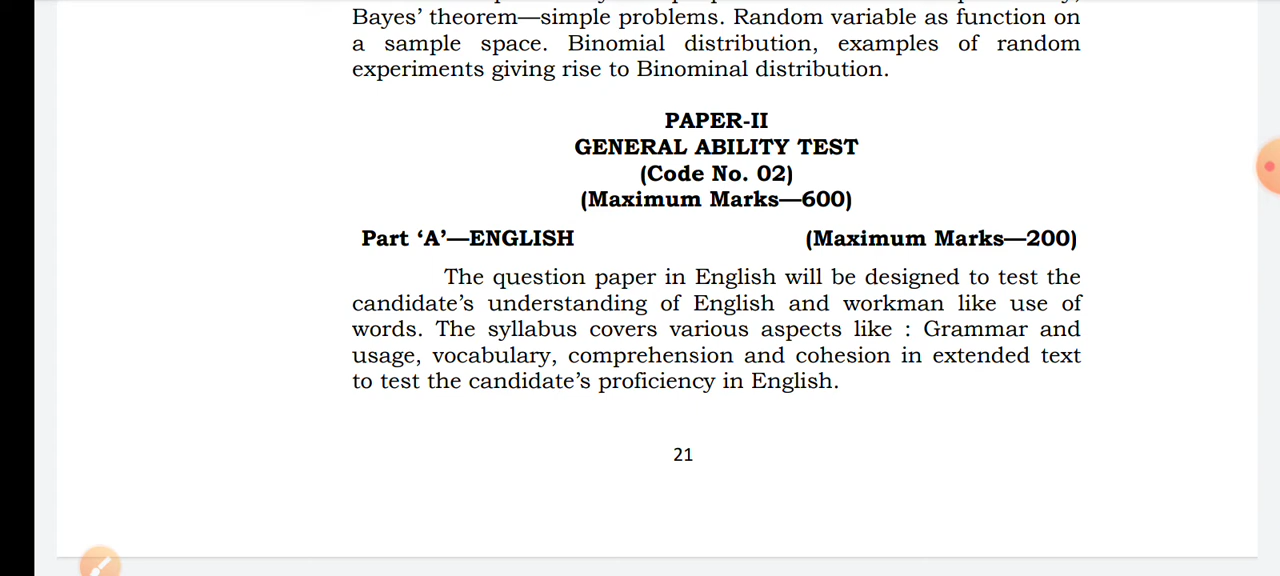 Bayes’ theorem—simple problems. Random variable as function on
a sample space. Binomial distribution, examples of random
experiments giving rise to Binominal distribution.
PAPER-II
GENERAL ABILITY TEST
(Code No. 02)
(Maximum Marks—600)
Part ‘A’—ENGLISH (Maximum Marks—200)
The question paper in English will be designed to test the
candidate’s understanding of English and workman like use of
words. The syllabus covers various aspects like : Grammar and
usage, vocabulary, comprehension and cohesion in extended text
to test the candidate’s proficiency in English.
21